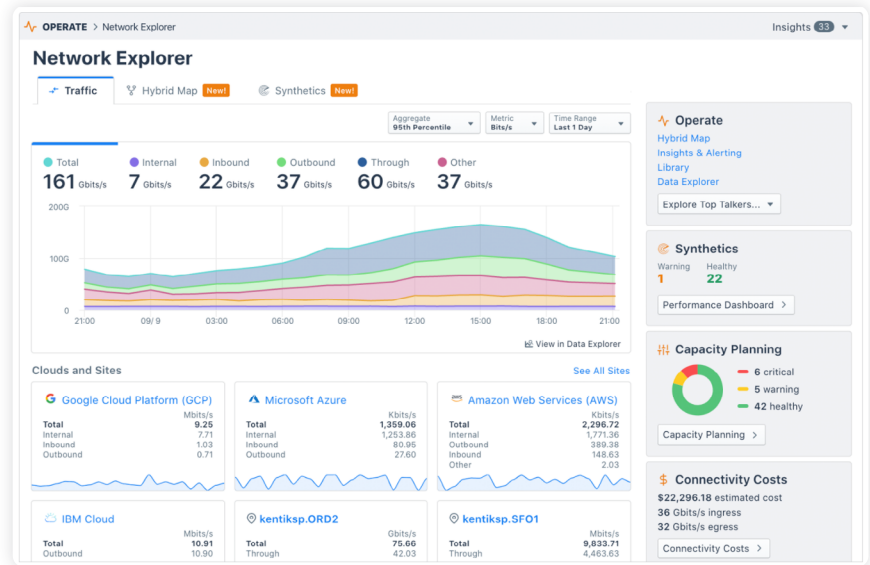 OPERATE > Network Explorer
Insights 33
Network Explorer
Traffic
Hybrid Map New!
Synthetics New!
Aggregate
95th Percentile
Metric
Bits/s
Time Range
Last 1 Day
Total
161 Gbits/s
Internal
7 Gbits/s
Inbound
22 Gbits/s
Outbound
37 Gbits/s
Through
60 Gbits/s
Other
37 Gbits/s
200G
100G
0
21:00 09/ 9 03:00 06:00 09:00 12:00 15:00 18:00 21:00
View in Data Explorer
Clouds and Sites
See All Sites
Google Cloud Platform (GCP)
Mbits/s
Total 9.25
Internal 7.71
Inbound 1.03
Outbound 0.71
Microsoft Azure
Kbits/s
Total 1,359.06
Internal 1,253.86
Inbound 80.95
Outbound 27.60
aws Amazon Web Services (AWS)
Kbits/s
Total 2,296.72
Internal 1,771.36
Outbound 389.38
Inbound 148.63
Other 2.03
IBM Cloud
Mbits/s
Total 10.91
Outbound 10.90
kentiksp.ORD2
Gbits/s
Total 75.66
Through 42.03
kentiksp.SFO1
Mbits/s
Total 9,833.71
Through 4,463.63
Operate
Hybrid Map
Insights & Alerting
Library
Data Explorer
Explore Top Talkers...
Synthetics
Warning
1
Healthy
22
Performance Dashboard >
Capacity Planning
6 critical
5 warning
42 healthy
Capacity Planning >
$ Connectivity Costs
$22,296.18 estimated cost
36 Gbits/s ingress
32 Gbits/s egress
Connectivity Costs >